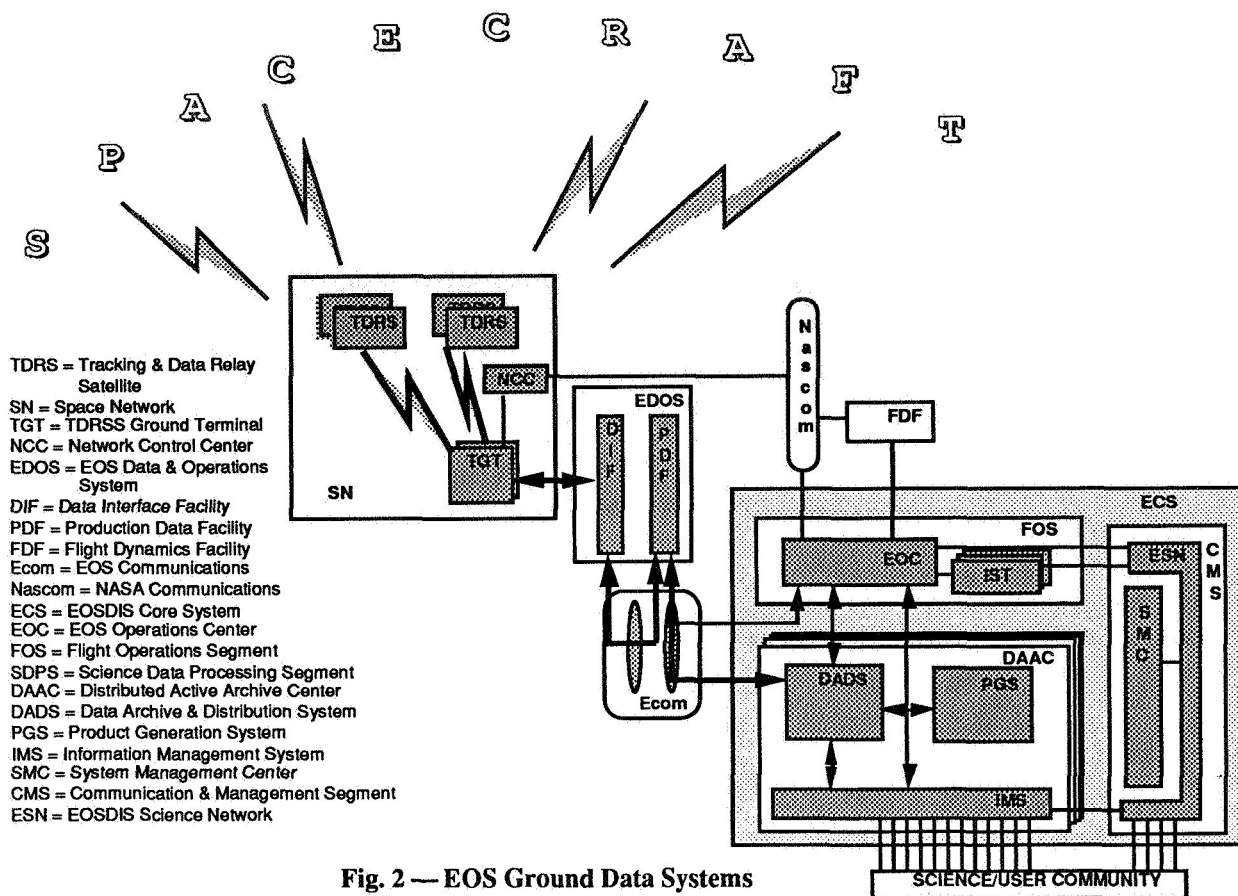 S P A C E C R A F T
TDRS = Tracking & Data Relay
Satellite
SN = Space Network
TGT = TDRSS Ground Terminal
NCC = Network Control Center
EDOS = EOS Data & Operations
System
DIF = Data Interface Facility
PDF = Production Data Facility
FDF = Flight Dynamics Facility
Ecom = EOS Communications
Nascom = NASA Communications
ECS = EOSDIS Core System
EOC = EOS Operations Center
FOS = Flight Operations Segment
SDPS = Science Data Processing Segment
DAAC = Distributed Active Archive Center
DADS = Data Archive & Distribution System
PGS = Product Generation System
IMS = Information Management System
SMC = System Management Center
CMS = Communication & Management Segment
ESN = EOSDIS Science Network
TDRS
TDRS
NCC
TGT
SN
EDOS
DIF
PDF
Nascom
FDF
Ecom
ECS
FOS
EOC
IST
ESN
CMS
SMC
DAAC
DADS
PGS
IMS
SCIENCE/USER COMMUNITY
Fig. 2 — EOS Ground Data Systems